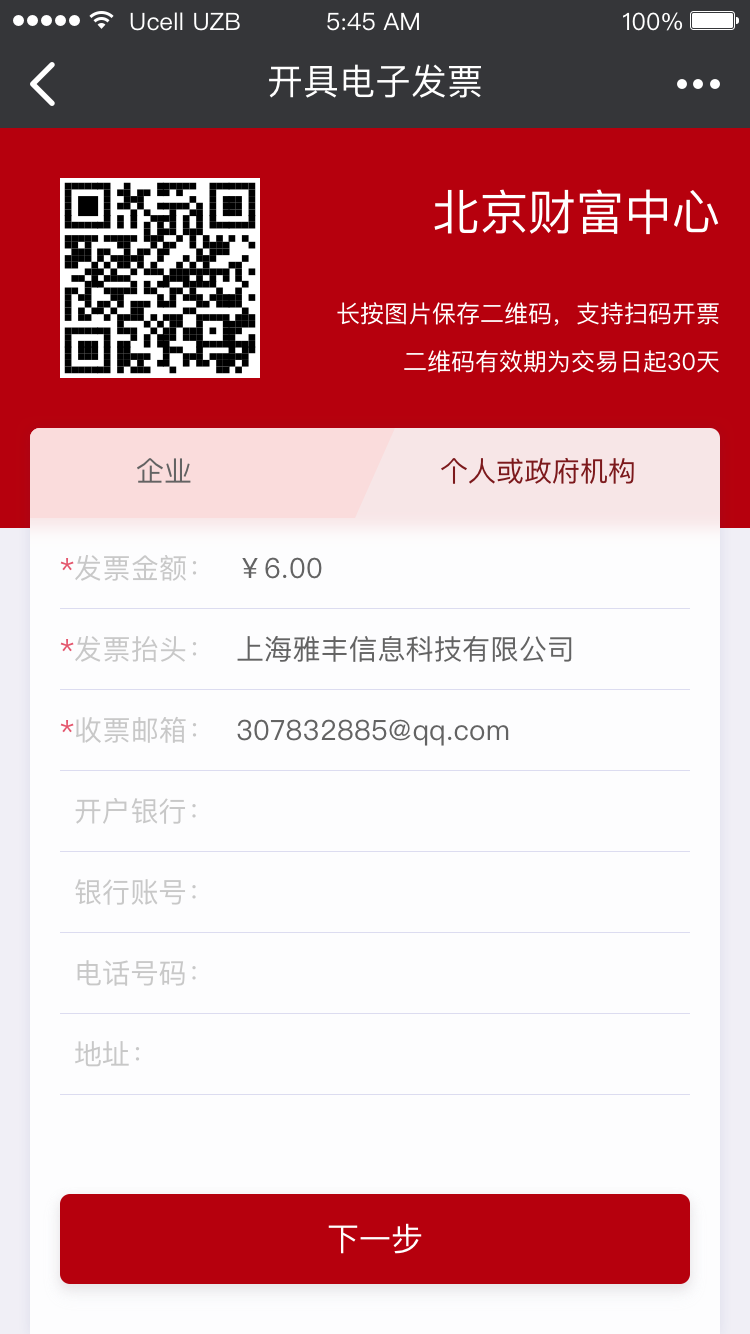 Ucell UZB 5:45 AM 100%
开具电子发票
北京财富中心
长按图片保存二维码，支持扫码开票
二维码有效期为交易日起30天
企业 个人或政府机构
*发票金额： ¥6.00
*发票抬头： 上海雅丰信息科技有限公司
*收票邮箱： 307832885@qq.com
开户银行：
银行账号：
电话号码：
地址：
下一步